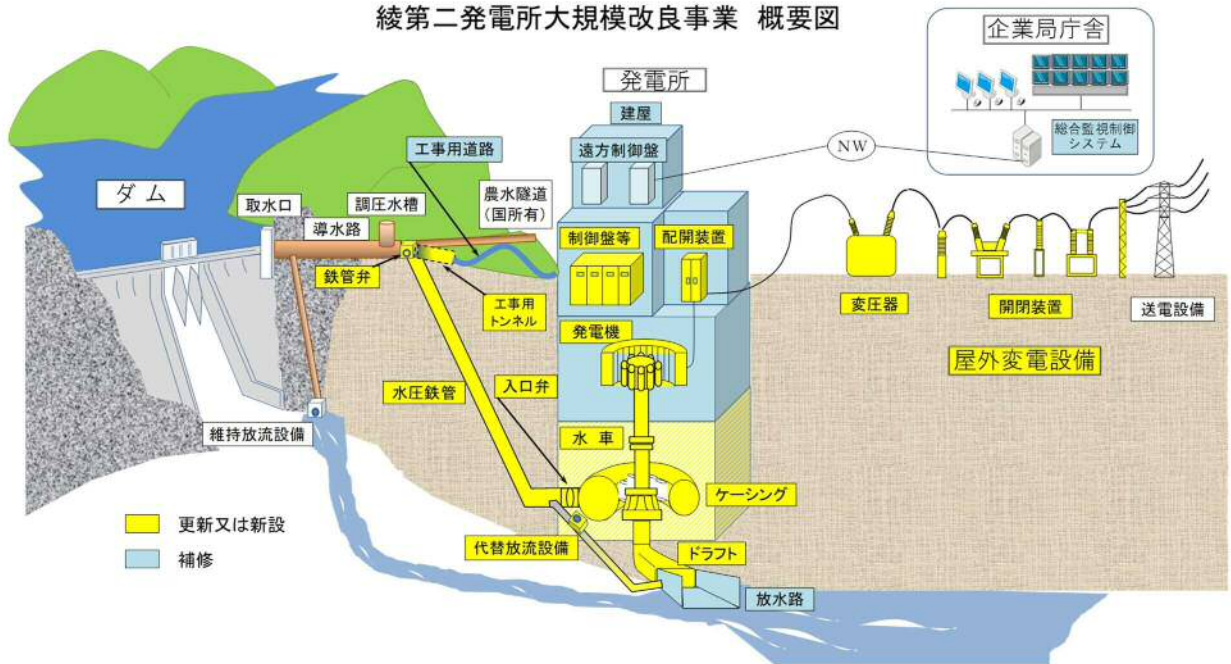 綾第二発電所大規模改良事業 概要図
企業局庁舎
総合監視制御
システム
NW
発電所
建屋
遠方制御盤
工事用道路
農水隧道
(国所有)
ダム
取水口
調圧水槽
導水路
制御盤等
配開装置
鉄管弁
工事用
トンネル
変圧器
開閉装置
送電設備
発電機
屋外変電設備
水圧鉄管
入口弁
水 車
維持放流設備
ケーシング
更新又は新設
代替放流設備
ドラフト
補修
放水路